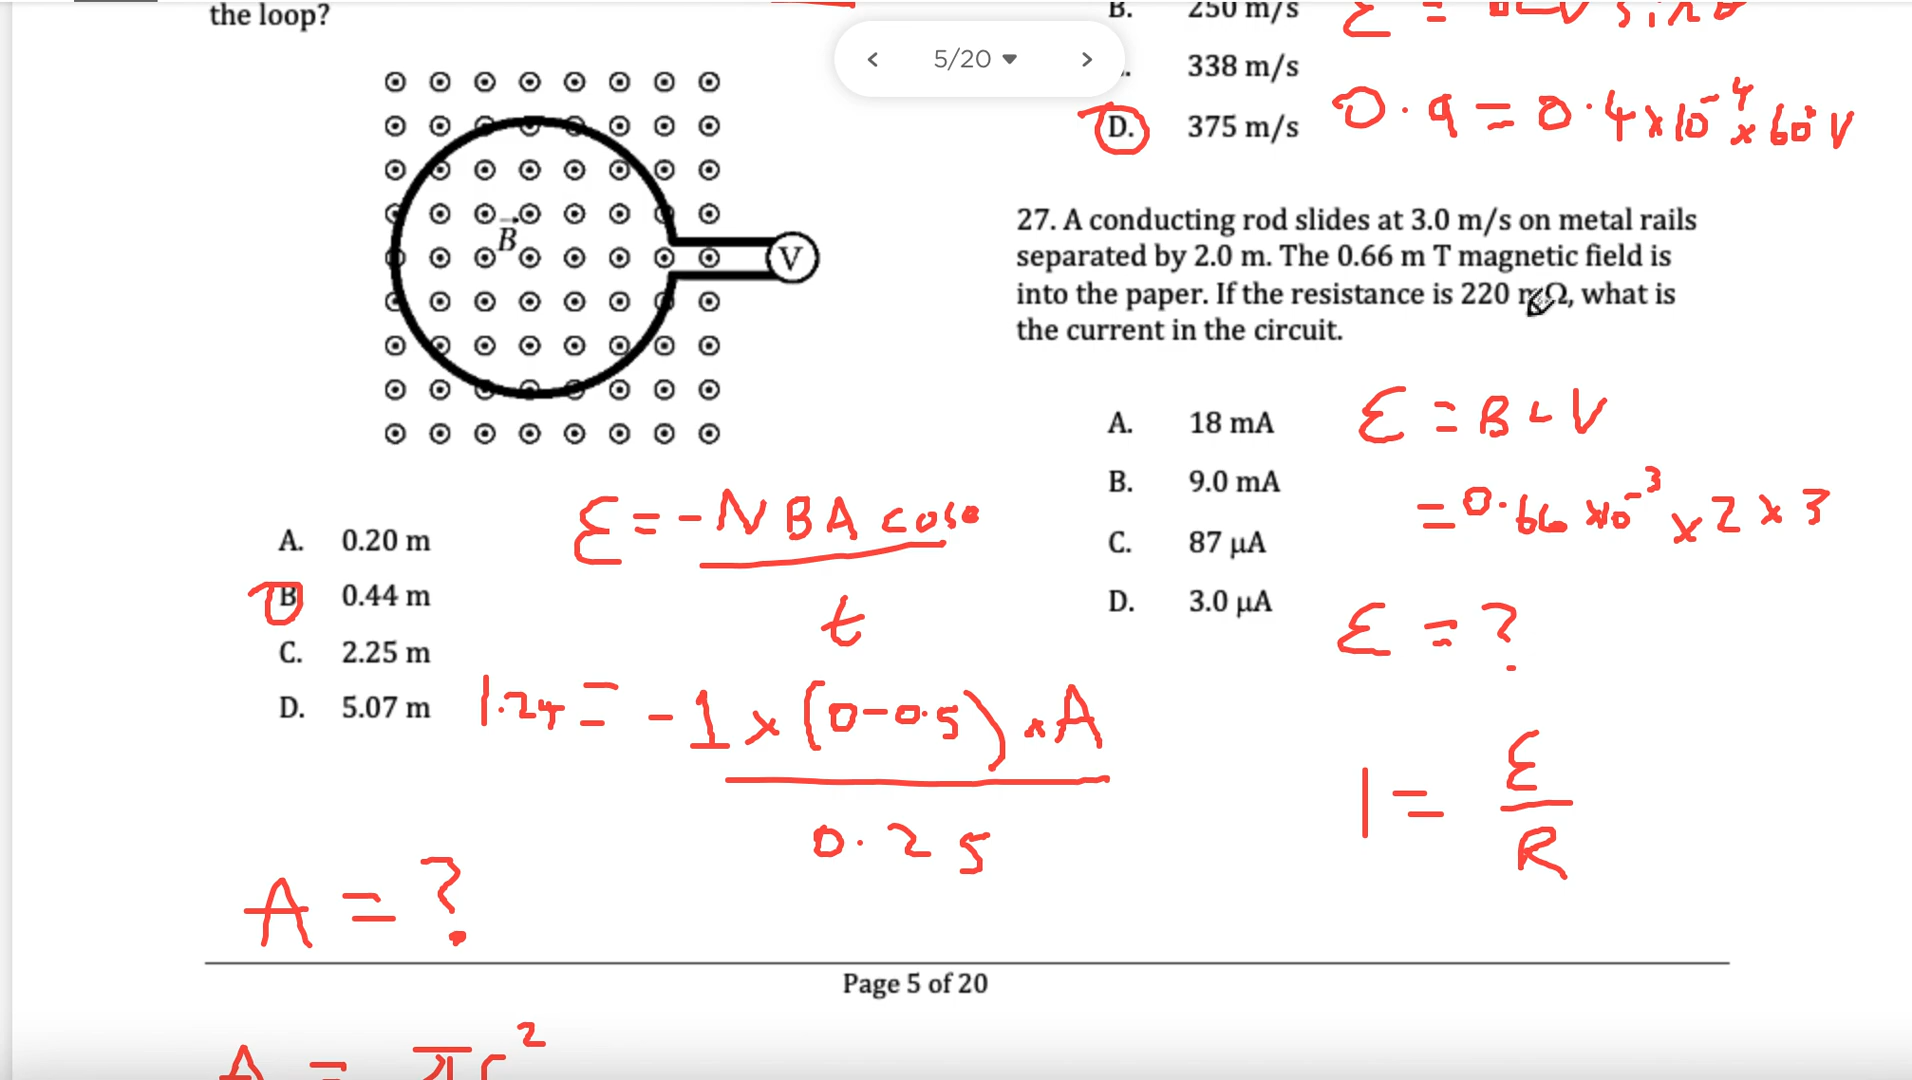 the loop?
B
V
A. 0.20 m
B 0.44 m
C. 2.25 m
D. 5.07 m
ε = -NBA cosθ
t
1.24 = -1 x (0-0.5) x A
0.25
A = ?
5/20
B. 250 m/s
338 m/s
D. 375 m/s
0.9 = 0.4x10⁻⁴ x 60 V
27. A conducting rod slides at 3.0 m/s on metal rails
separated by 2.0 m. The 0.66 m T magnetic field is
into the paper. If the resistance is 220 mΩ, what is
the current in the circuit.
A. 18 mA
B. 9.0 mA
C. 87 µA
D. 3.0 µA
ε = BLV
= 0.66 x10⁻³ x 2 x 3
ε = ?
I = ε
R
Page 5 of 20
A = πr²